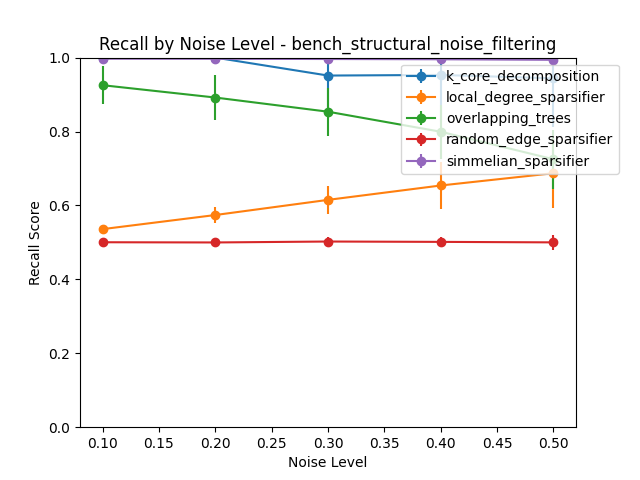 Recall by Noise Level - bench_structural_noise_filtering
1.0
0.8
0.6
0.4
0.2
0.0
Recall Score
k_core_decomposition
local_degree_sparsifier
overlapping_trees
random_edge_sparsifier
simmelian_sparsifier
0.10 0.15 0.20 0.25 0.30 0.35 0.40 0.45 0.50
Noise Level